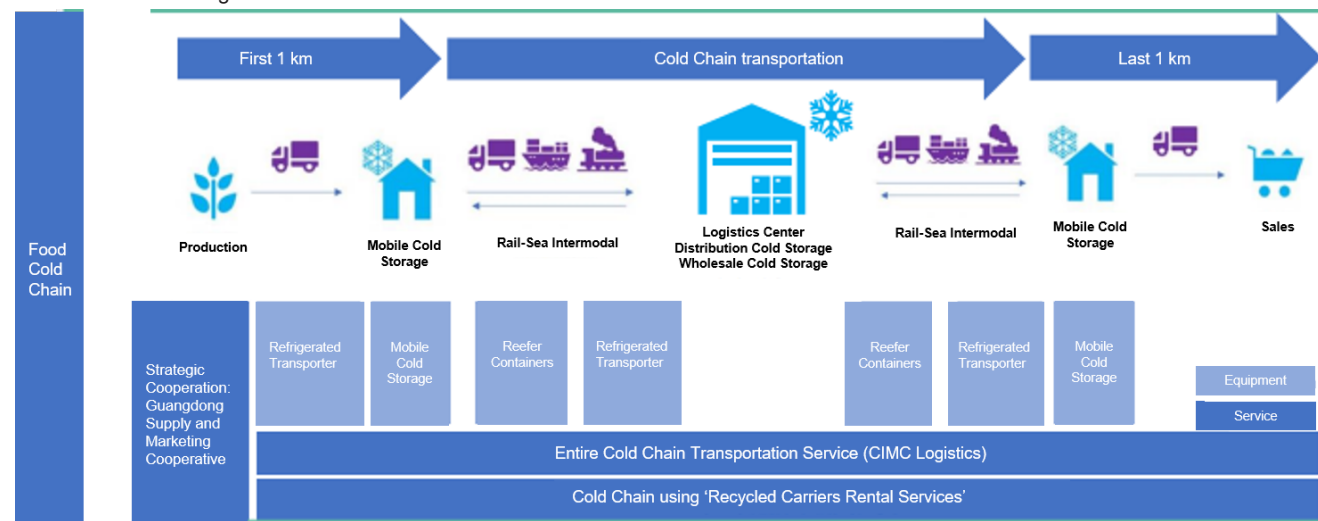 First 1 km
Cold Chain transportation
Last 1 km
Production
Mobile Cold
Storage
Rail-Sea Intermodal
Logistics Center
Distribution Cold Storage
Wholesale Cold Storage
Rail-Sea Intermodal
Mobile Cold
Storage
Sales
Food
Cold
Chain
Strategic
Cooperation:
Guangdong
Supply and
Marketing
Cooperative
Refrigerated
Transporter
Mobile
Cold
Storage
Reefer
Containers
Refrigerated
Transporter
Reefer
Containers
Refrigerated
Transporter
Mobile
Cold
Storage
Equipment
Service
Entire Cold Chain Transportation Service (CIMC Logistics)
Cold Chain using ‘Recycled Carriers Rental Services’